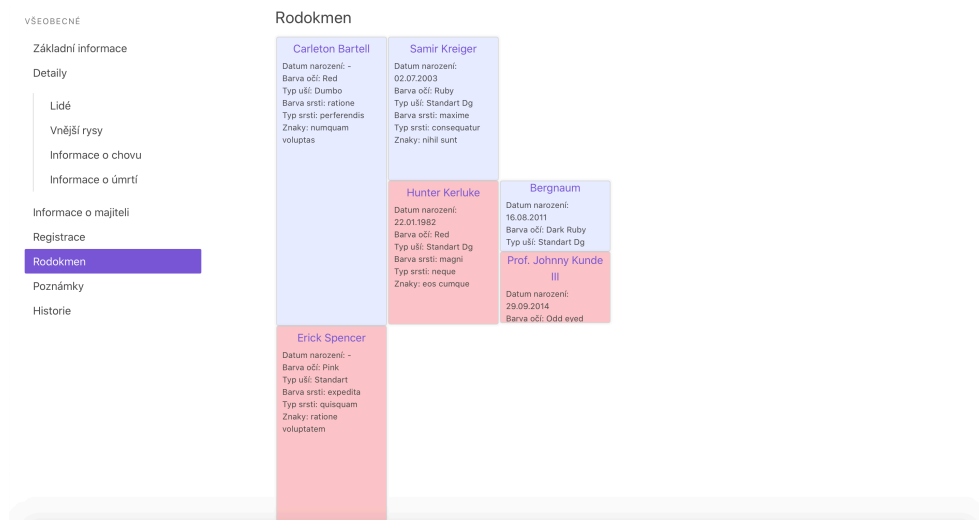 VŠEOBECNÉ
Základní informace
Detaily
Lidé
Vnější rysy
Informace o chovu
Informace o úmrtí
Informace o majiteli
Registrace
Rodokmen
Poznámky
Historie
Rodokmen
Carleton Bartell
Datum narození: -
Barva očí: Red
Typ uší: Dumbo
Barva srsti: ratione
Typ srsti: perferendis
Znaky: numquam
voluptas
Samir Kreiger
Datum narození:
02.07.2003
Barva očí: Ruby
Typ uší: Standart Dg
Barva srsti: maxime
Typ srsti: consequatur
Znaky: nihil sunt
Hunter Kerluke
Datum narození:
22.01.1982
Barva očí: Red
Typ uší: Standart Dg
Barva srsti: magni
Typ srsti: neque
Znaky: eos cumque
Bergnaum
Datum narození:
16.08.2011
Barva očí: Dark Ruby
Typ uší: Standart Dg
Prof. Johnny Kunde
III
Datum narození:
29.09.2014
Barva očí: Odd eyed
Erick Spencer
Datum narození: -
Barva očí: Pink
Typ uší: Standart
Barva srsti: expedita
Typ srsti: quisquam
Znaky: ratione
voluptatem